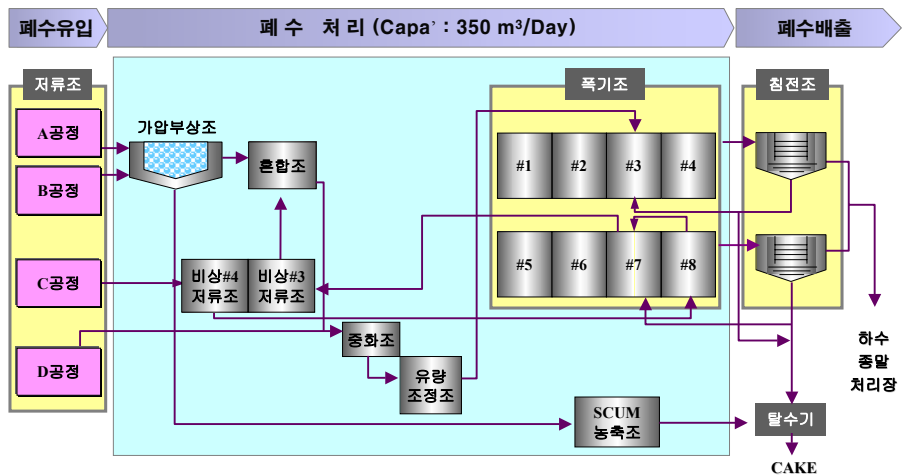 폐수유입
폐 수 처 리 (Capa’ : 350 m³/Day)
폐수배출
저류조
폭기조
침전조
A공정
B공정
C공정
D공정
가압부상조
혼합조
비상#4
저류조
비상#3
저류조
중화조
유량
조정조
SCUM
농축조
#1
#2
#3
#4
#5
#6
#7
#8
하수
종말
처리장
탈수기
CAKE